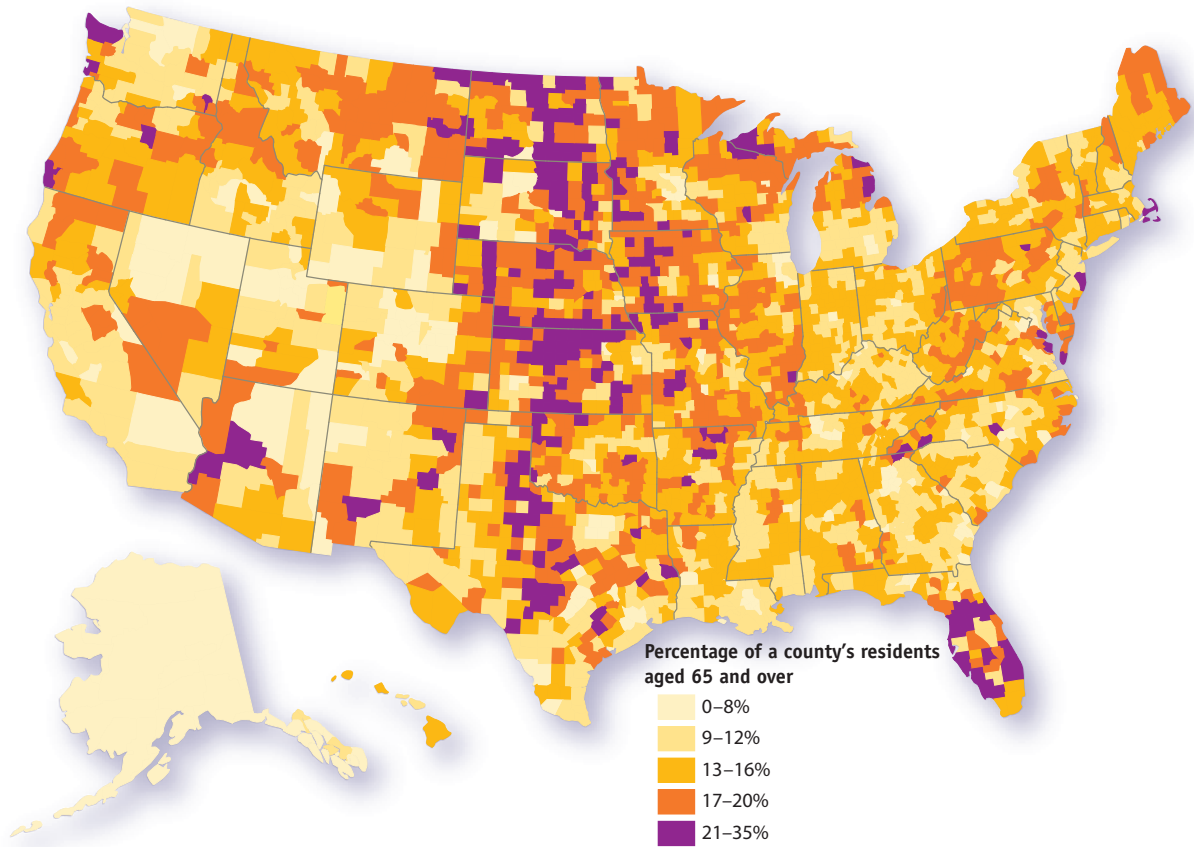 Percentage of a county's residents
aged 65 and over
0–8%
9–12%
13–16%
17–20%
21–35%